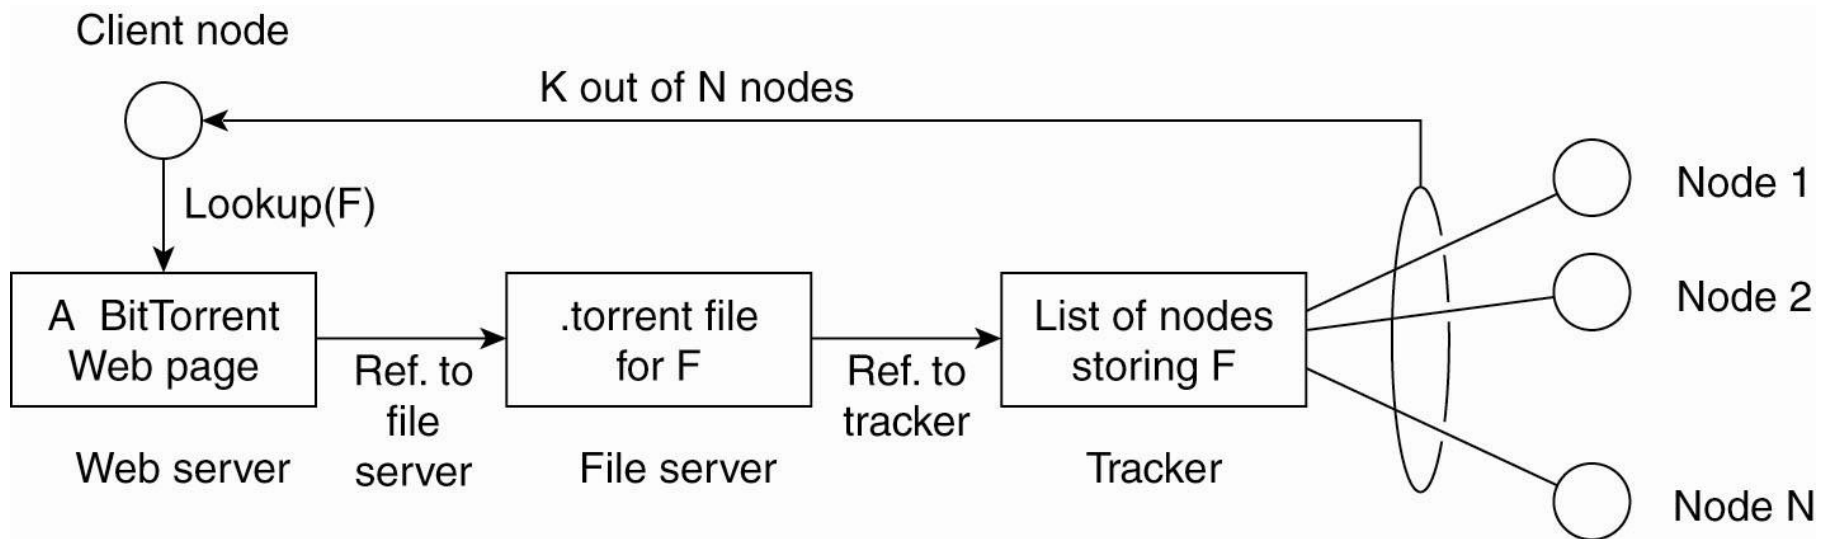 Client node
K out of N nodes
Node 1
Lookup(F)
Node 2
A BitTorrent
Web page
Ref. to
file
server
.torrent file
for F
Ref. to
tracker
List of nodes
storing F
Web server
File server
Tracker
Node N